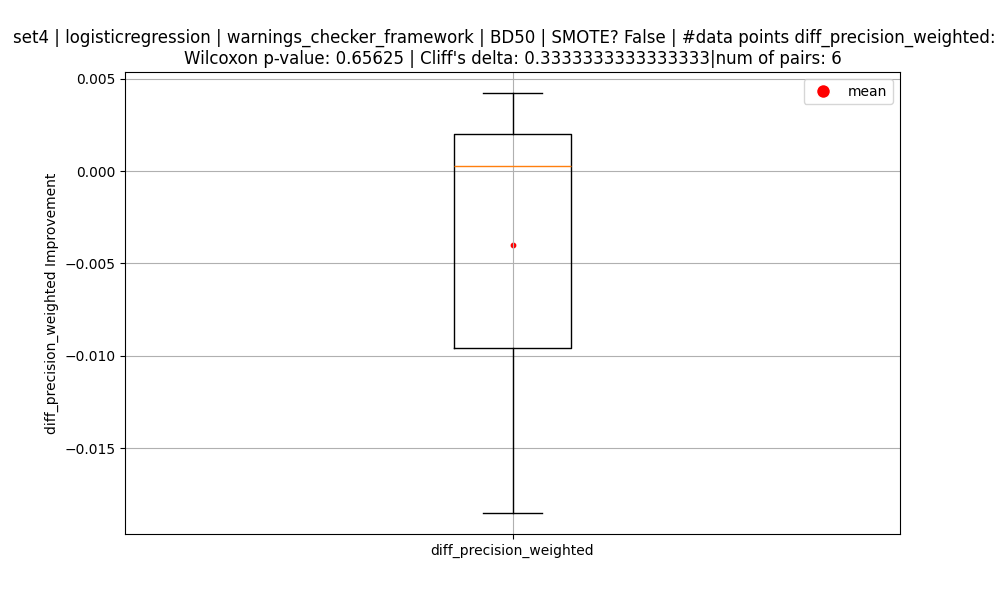 set4 | logisticregression | warnings_checker_framework | BD50 | SMOTE? False | #data points diff_precision_weighted:
Wilcoxon p-value: 0.65625 | Cliff's delta: 0.3333333333333333|num of pairs: 6
mean
0.005
0.000
−0.005
−0.010
−0.015
diff_precision_weighted Improvement
diff_precision_weighted